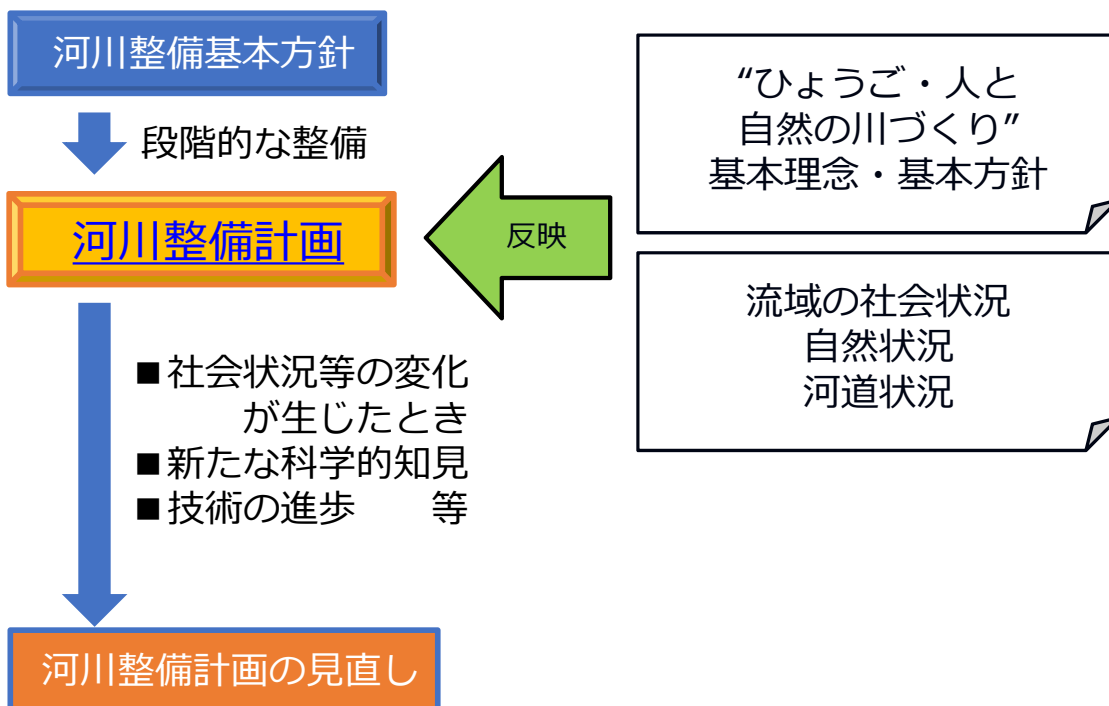 河川整備基本方針
段階的な整備
河川整備計画
反映
“ひょうご・人と
自然の川づくり”
基本理念・基本方針
流域の社会状況
自然状況
河道状況
■社会状況等の変化
が生じたとき
■新たな科学的知見
■技術の進歩　　等
河川整備計画の見直し